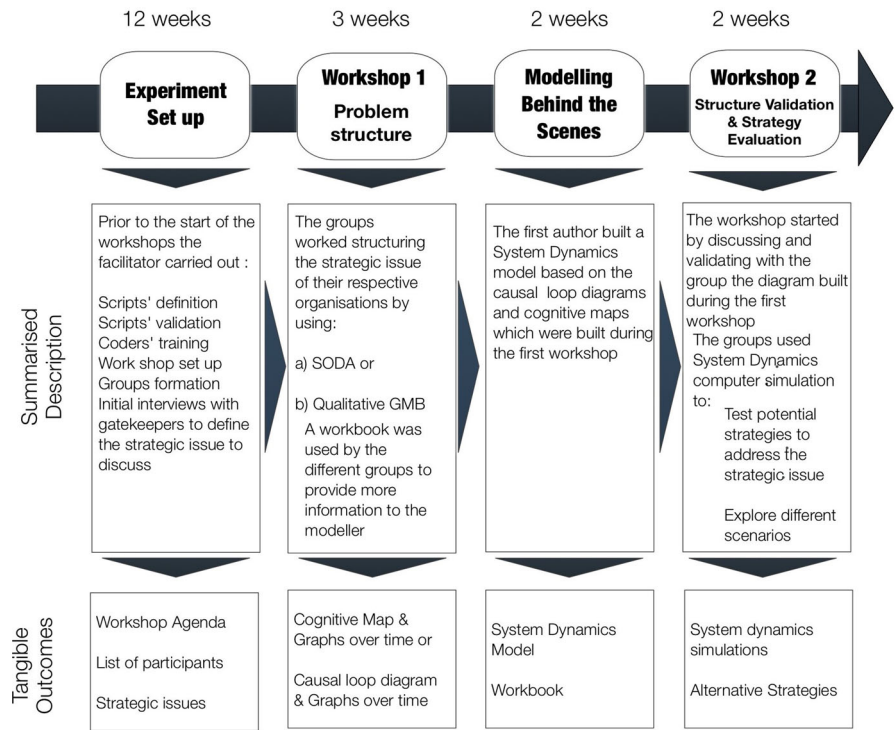 12 weeks
3 weeks
2 weeks
2 weeks
Experiment
Set up
Workshop 1
Problem
structure
Modelling
Behind the
Scenes
Workshop 2
Structure Validation
& Strategy
Evaluation
Summarised
Description
Prior to the start of the
workshops the
facilitator carried out :
Scripts' definition
Scripts' validation
Coders' training
Work shop set up
Groups formation
Initial interviews with
gatekeepers to define
the strategic issue to
discuss
The groups
worked structuring
the strategic issue
of their respective
organisations by
using:
a) SODA or
b) Qualitative GMB
A workbook was
used by the
different groups to
provide more
information to the
modeller
The first author built a
System Dynamics
model based on the
causal loop diagrams
and cognitive maps
which were built during
the first workshop
The workshop started
by discussing and
validating with the
group the diagram built
during the first
workshop
The groups used
System Dynamics
computer simulation
to:
Test potential
strategies to
address the
strategic issue
Explore different
scenarios
Tangible
Outcomes
Workshop Agenda
List of participants
Strategic issues
Cognitive Map &
Graphs over time or
Causal loop diagram
& Graphs over time
System Dynamics
Model
Workbook
System dynamics
simulations
Alternative Strategies